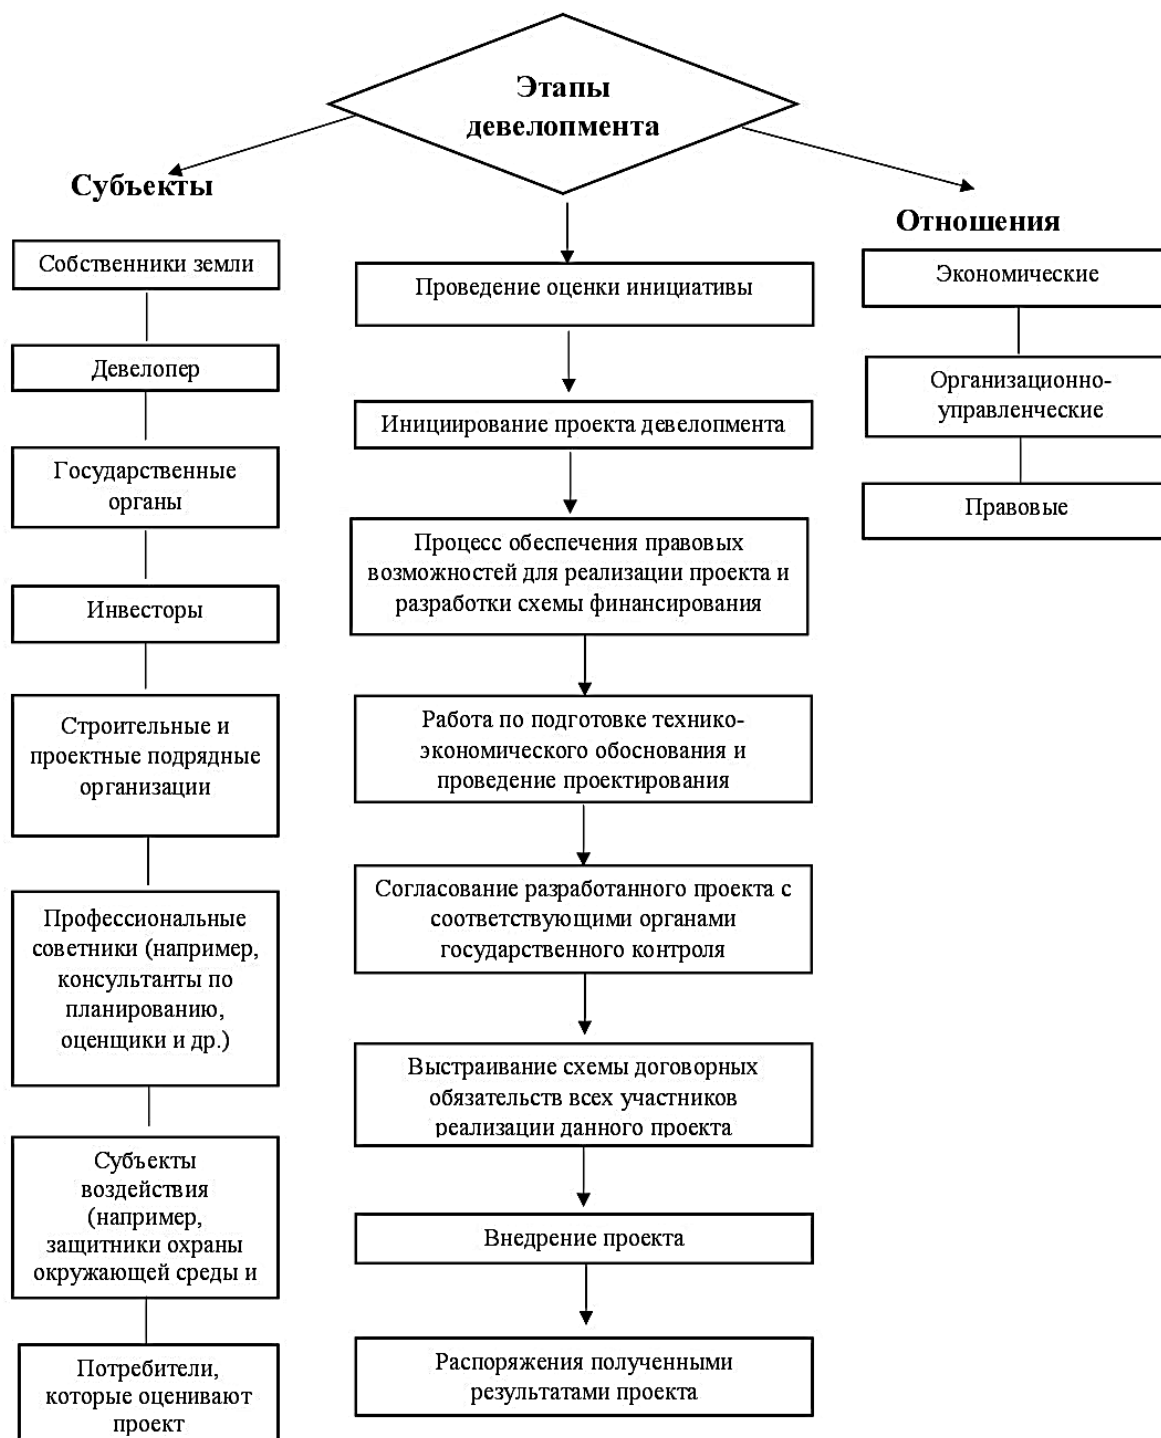 Этапы
девелопмента
Субъекты
Собственники земли
Девелопер
Государственные
органы
Инвесторы
Строительные и
проектные подрядные
организации
Профессиональные
советники (например,
консультанты по
планированию,
оценщики и др.)
Субъекты
воздействия
(например,
защитники охраны
окружающей среды и
Потребители,
которые оценивают
проект
Проведение оценки инициативы
Инициирование проекта девелопмента
Процесс обеспечения правовых
возможностей для реализации проекта и
разработки схемы финансирования
Работа по подготовке технико-
экономического обоснования и
проведение проектирования
Согласование разработанного проекта с
соответствующими органами
государственного контроля
Выстраивание схемы договорных
обязательств всех участников
реализации данного проекта
Внедрение проекта
Распоряжения полученными
результатами проекта
Отношения
Экономические
Организационно-
управленческие
Правовые